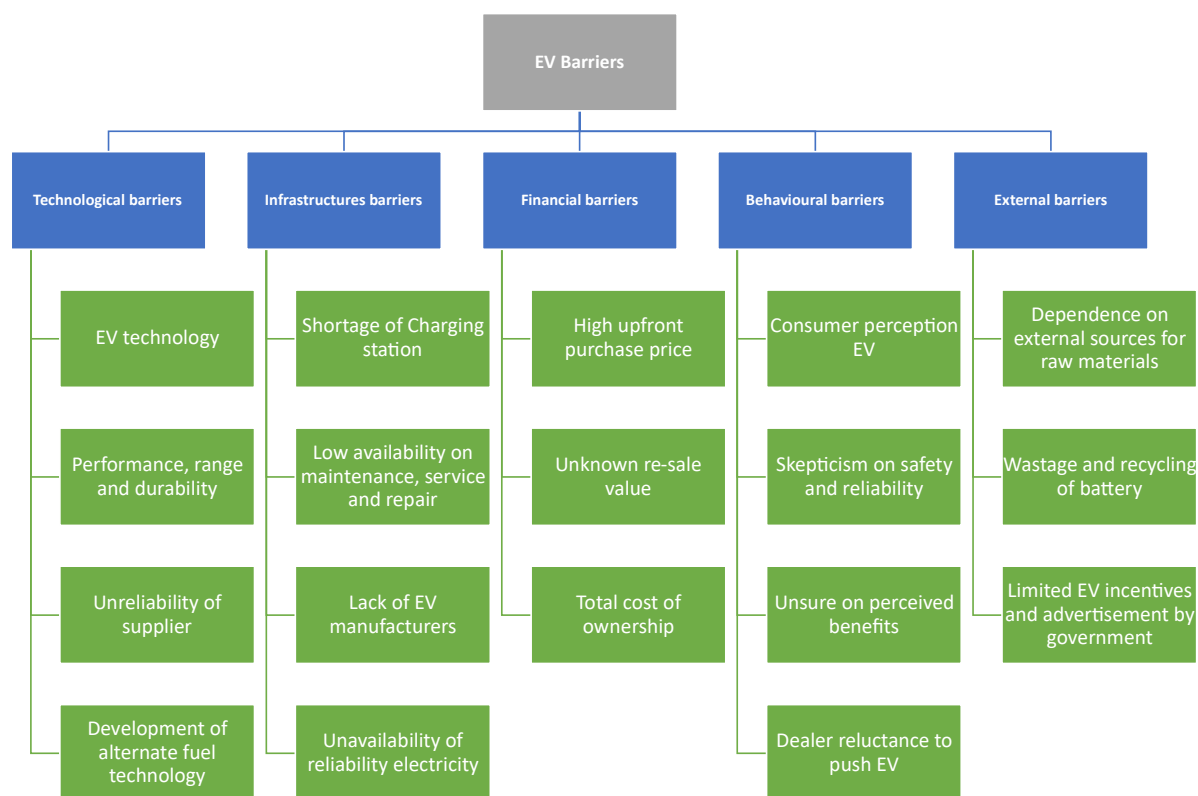 EV Barriers
Technological barriers
Infrastructures barriers
Financial barriers
Behavioural barriers
External barriers
EV technology
Performance, range
and durability
Unreliability of
supplier
Development of
alternate fuel
technology
Shortage of Charging
station
Low availability on
maintenance, service
and repair
Lack of EV
manufacturers
Unavailability of
reliability electricity
High upfront
purchase price
Unknown re-sale
value
Total cost of
ownership
Consumer perception
EV
Skepticism on safety
and reliability
Unsure on perceived
benefits
Dealer reluctance to
push EV
Dependence on
external sources for
raw materials
Wastage and recycling
of battery
Limited EV incentives
and advertisement by
government